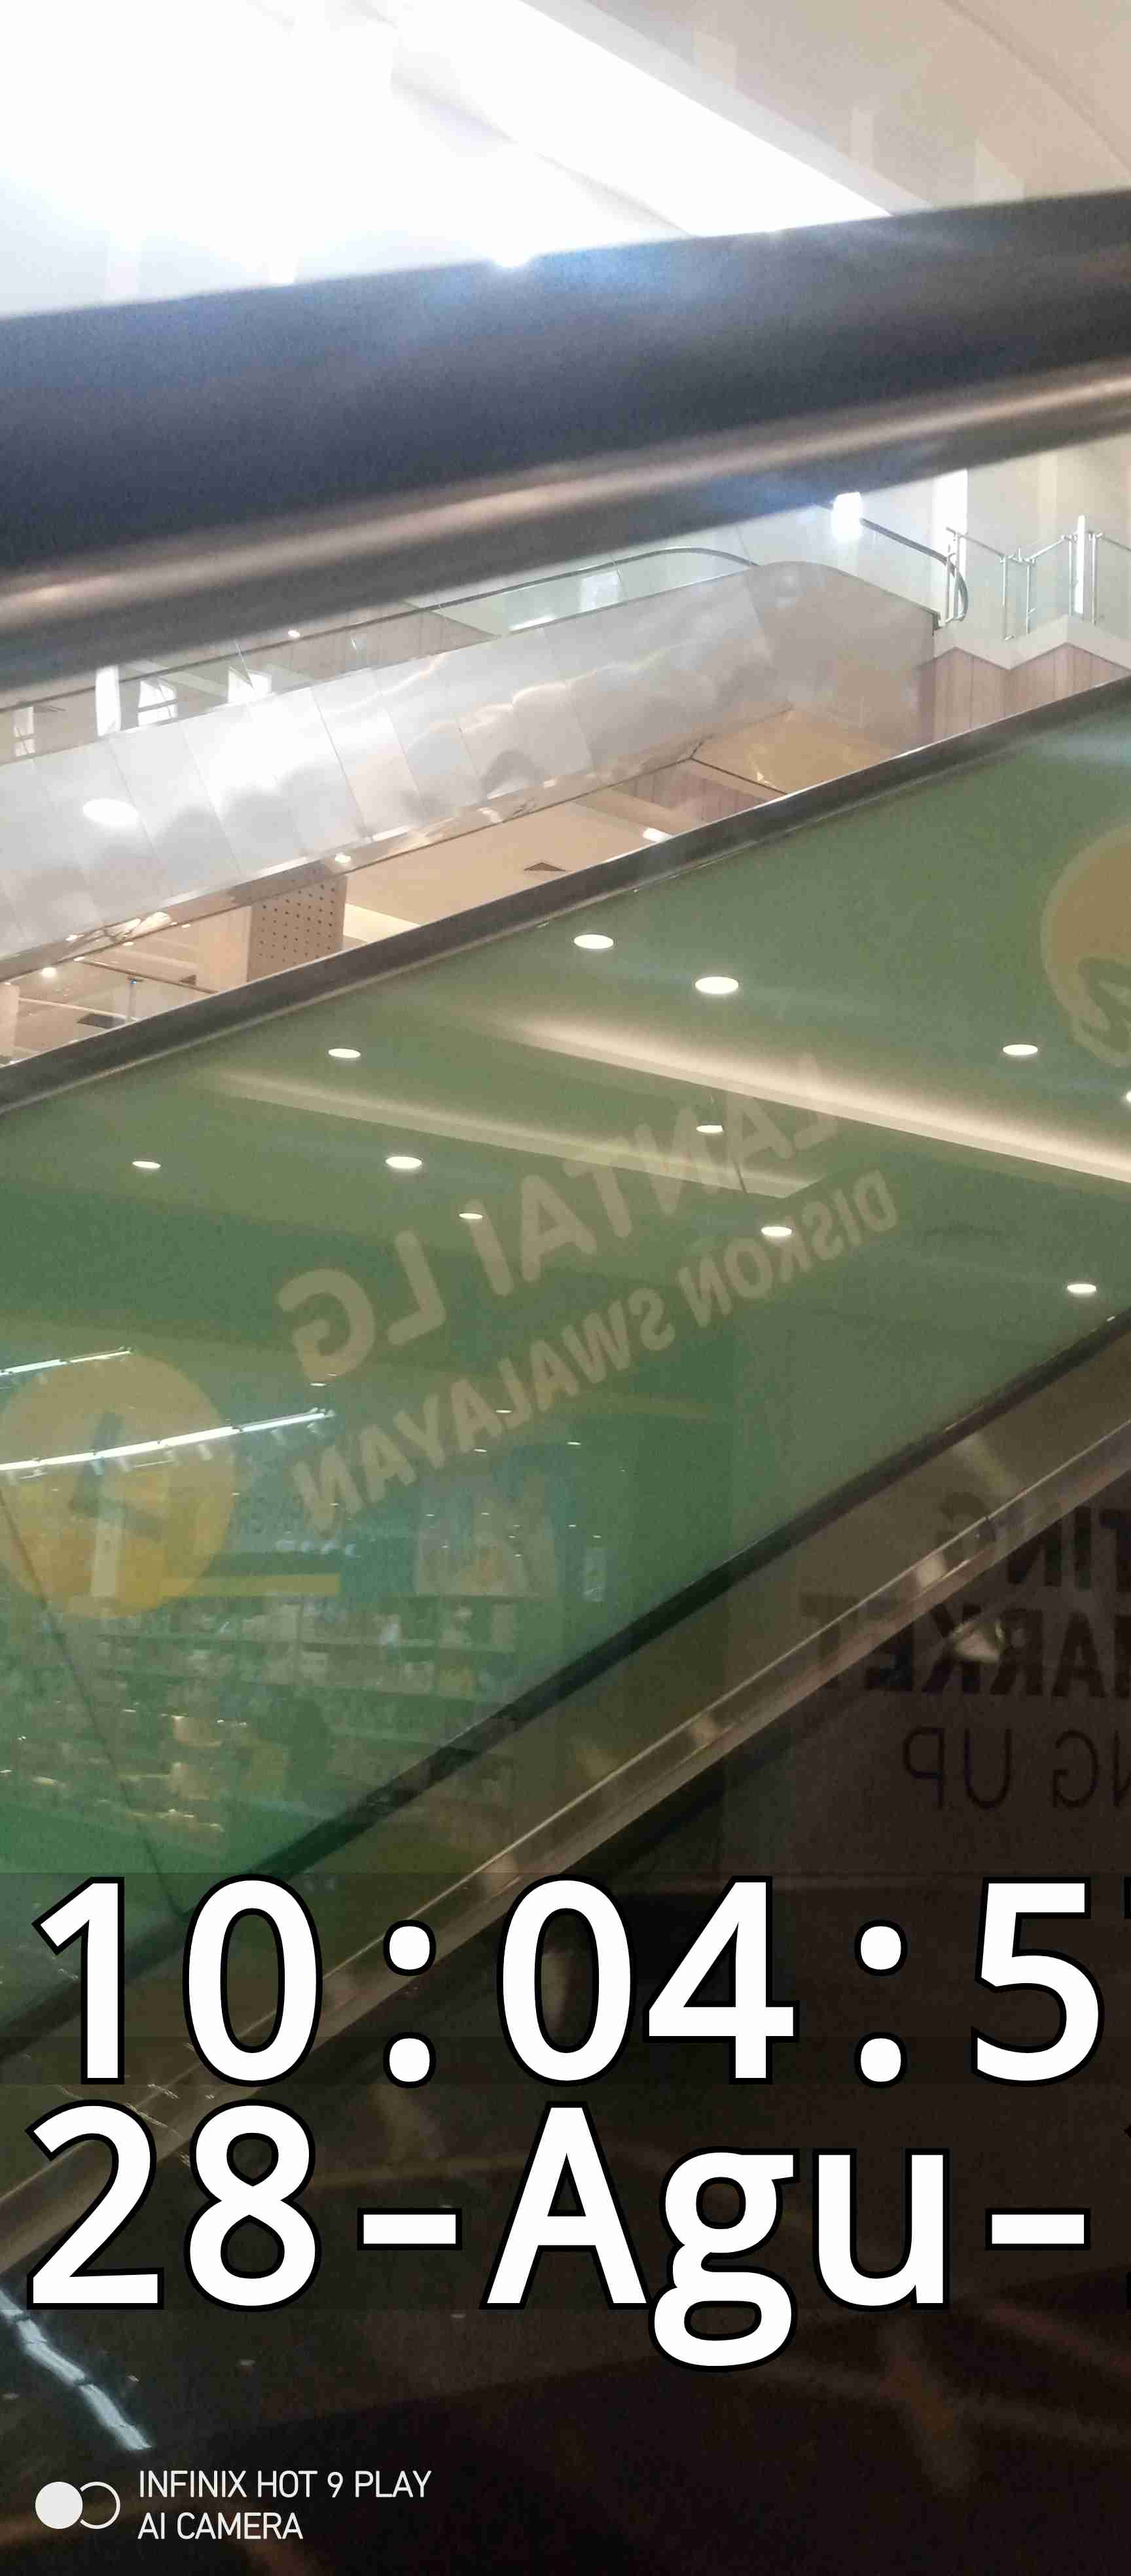 LANTAI LG
DISKON SWALAYAN
NG UP
10:04:5
28-Agu-
INFINIX HOT 9 PLAY
AI CAMERA